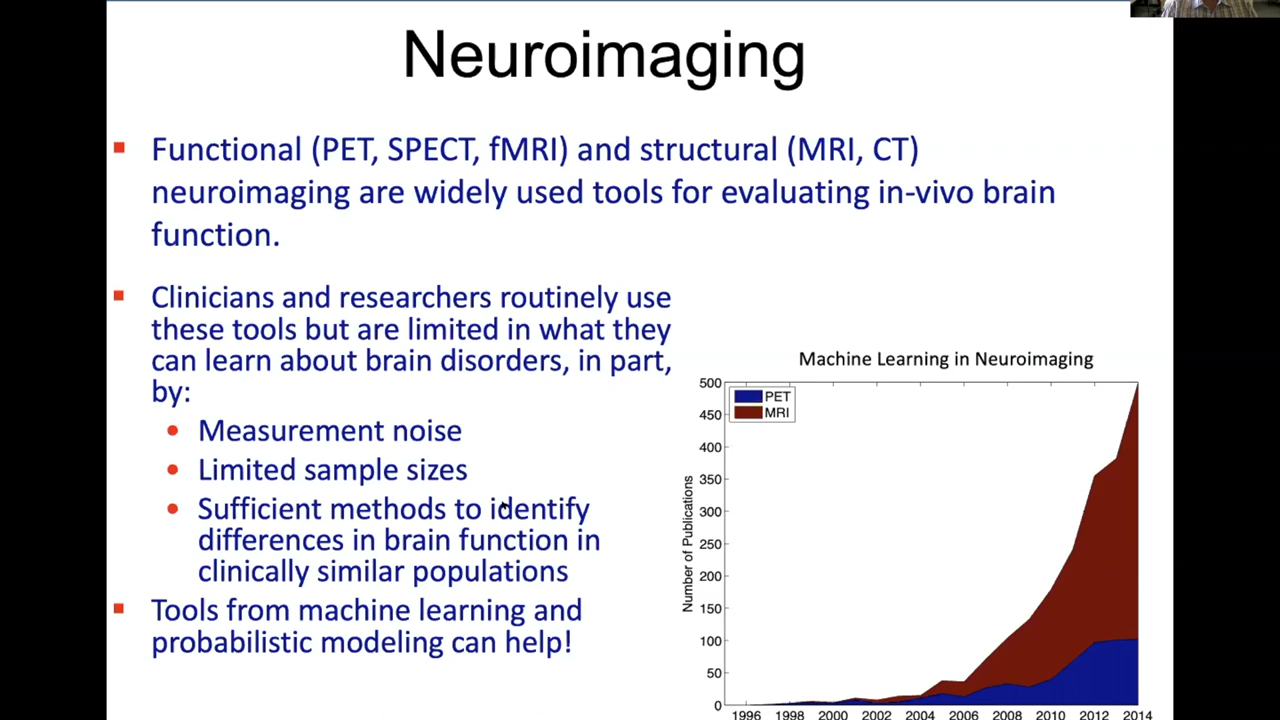 Neuroimaging
Functional (PET, SPECT, fMRI) and structural (MRI, CT)
neuroimaging are widely used tools for evaluating in-vivo brain
function.
Clinicians and researchers routinely use
these tools but are limited in what they
can learn about brain disorders, in part,
by:
Measurement noise
Limited sample sizes
Sufficient methods to identify
differences in brain function in
clinically similar populations
Tools from machine learning and
probabilistic modeling can help!
Machine Learning in Neuroimaging
PET
MRI
Number of Publications
500
450
400
350
300
250
200
150
100
50
0
1996 1998 2000 2002 2004 2006 2008 2010 2012 2014